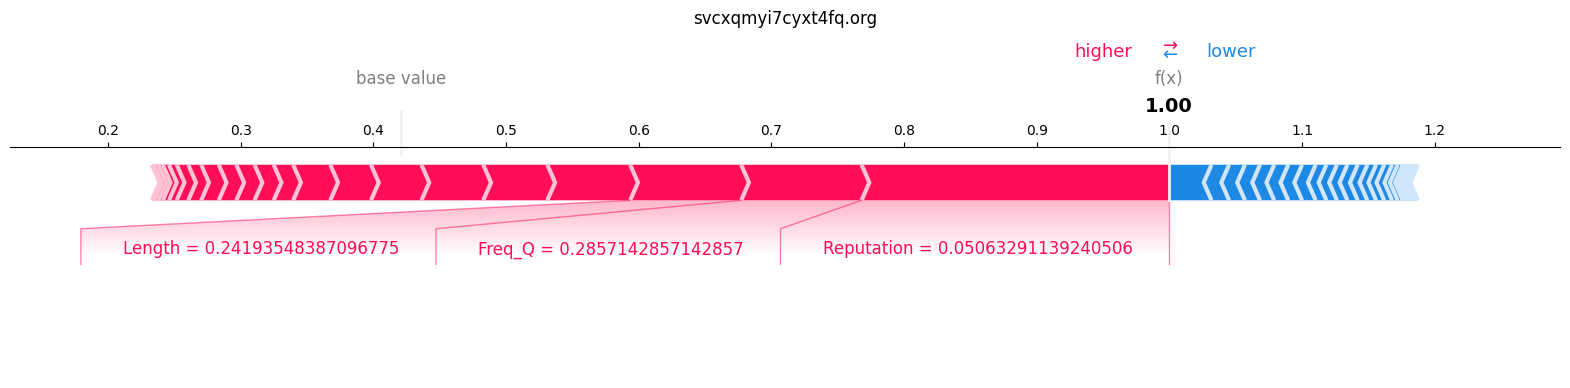 svcxqmyi7cyxt4fq.org
higher ⇄ lower
base value
f(x)
1.00
0.2 0.3 0.4 0.5 0.6 0.7 0.8 0.9 1.0 1.1 1.2
Length = 0.24193548387096775
Freq_Q = 0.2857142857142857
Reputation = 0.05063291139240506